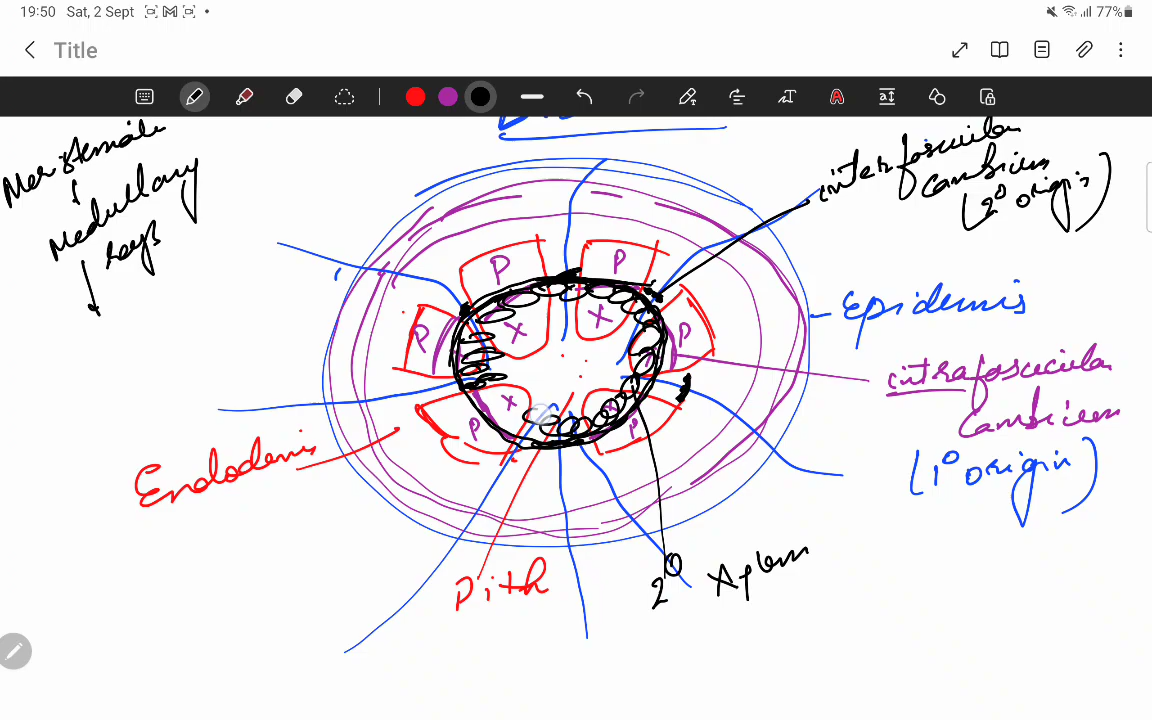 19:50 Sat, 2 Sept
77%
Title
Meristematic
Medullary
rays
interfascicular
cambium
(2° origin)
P
P
X
X
P
P
X
X
P
P
Epidermis
intrafascicular
Cambium
(1° origin)
Endodermis
Pith
2° Xylem